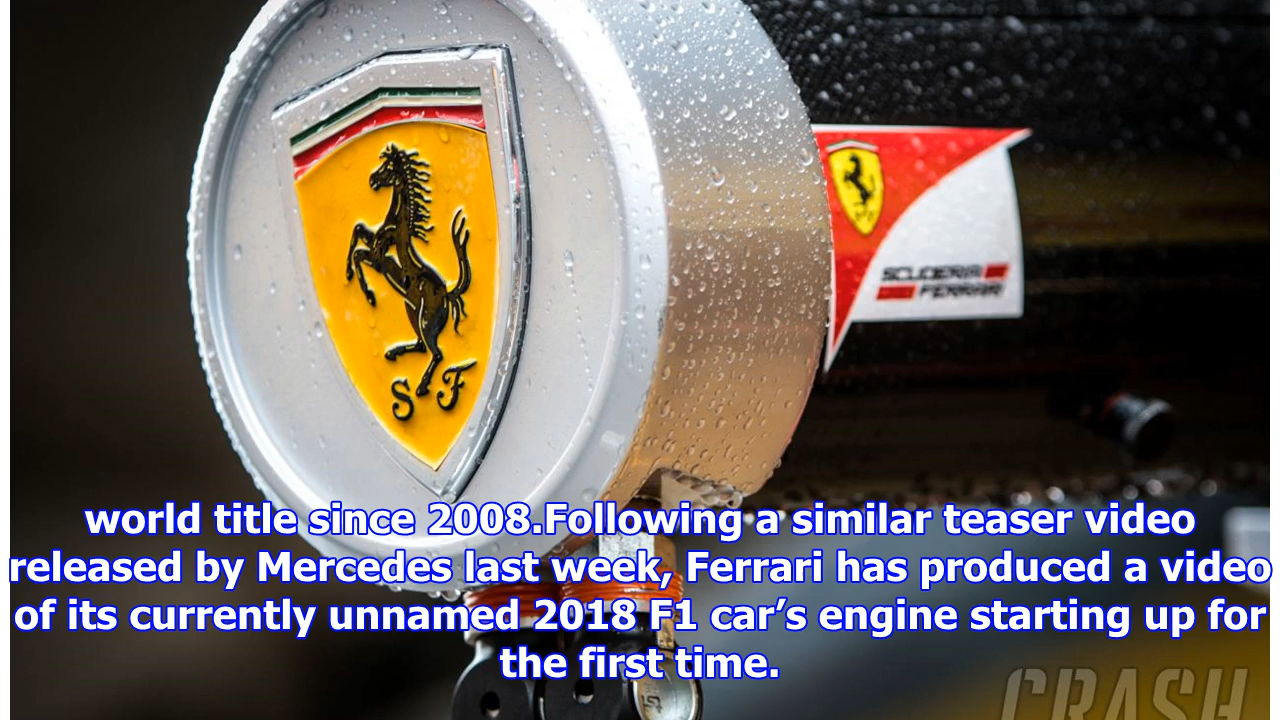 S F
SCUDERIA
FERRARI
world title since 2008.Following a similar teaser video
released by Mercedes last week, Ferrari has produced a video
of its currently unnamed 2018 F1 car’s engine starting up for
the first time.
CRASH